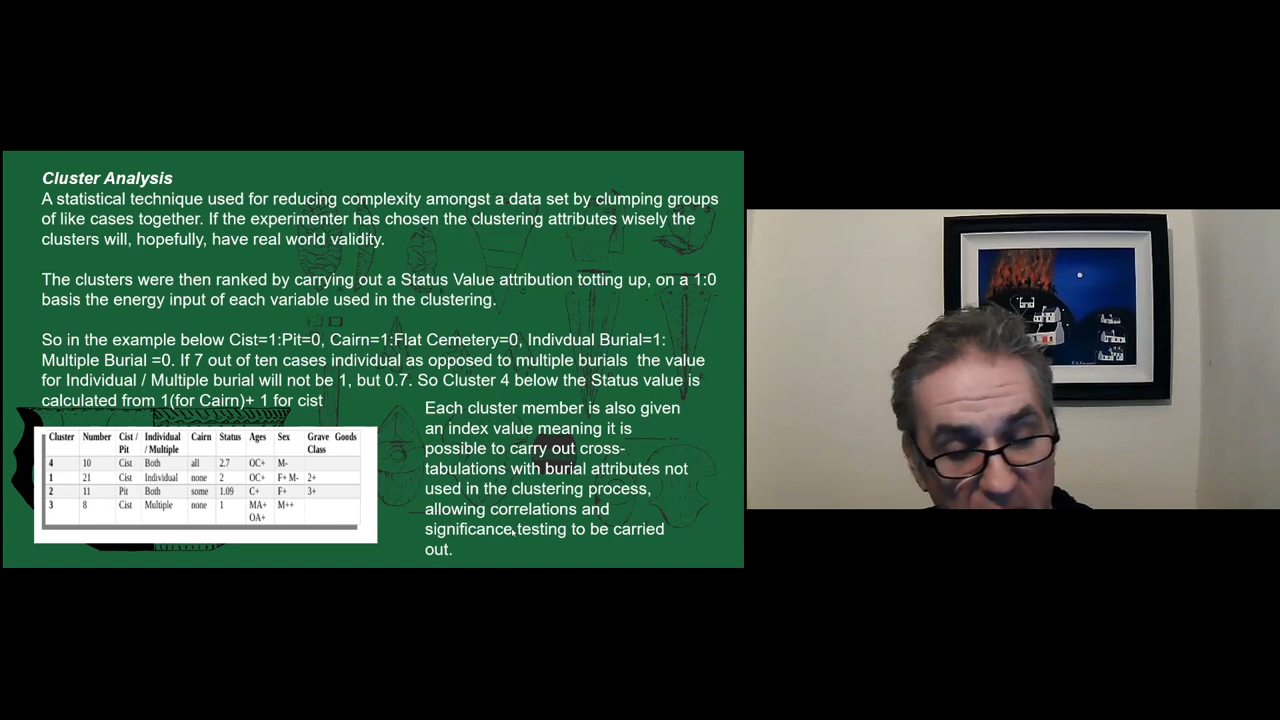 Cluster Analysis
A statistical technique used for reducing complexity amongst a data set by clumping groups
of like cases together. If the experimenter has chosen the clustering attributes wisely the
clusters will, hopefully, have real world validity.
The clusters were then ranked by carrying out a Status Value attribution totting up, on a 1:0
basis the energy input of each variable used in the clustering.
So in the example below Cist=1:Pit=0, Cairn=1:Flat Cemetery=0, Indivdual Burial=1:
Multiple Burial =0. If 7 out of ten cases individual as opposed to multiple burials the value
for Individual / Multiple burial will not be 1, but 0.7. So Cluster 4 below the Status value is
calculated from 1(for Cairn)+ 1 for cist
Each cluster member is also given
an index value meaning it is
possible to carry out cross-
tabulations with burial attributes not
used in the clustering process,
allowing correlations and
significance testing to be carried
out.
Cluster Number Cist / Individual Cairn Status Ages Sex Grave Goods
Pit / Multiple Class
4 10 Cist Both all 2.7 OC+ M-
1 21 Cist Individual none 2 OC+ F+ M- 2+
2 11 Pit Both some 1.09 C+ F+ 3+
3 8 Cist Multiple none 1 MA+ M++
OA+